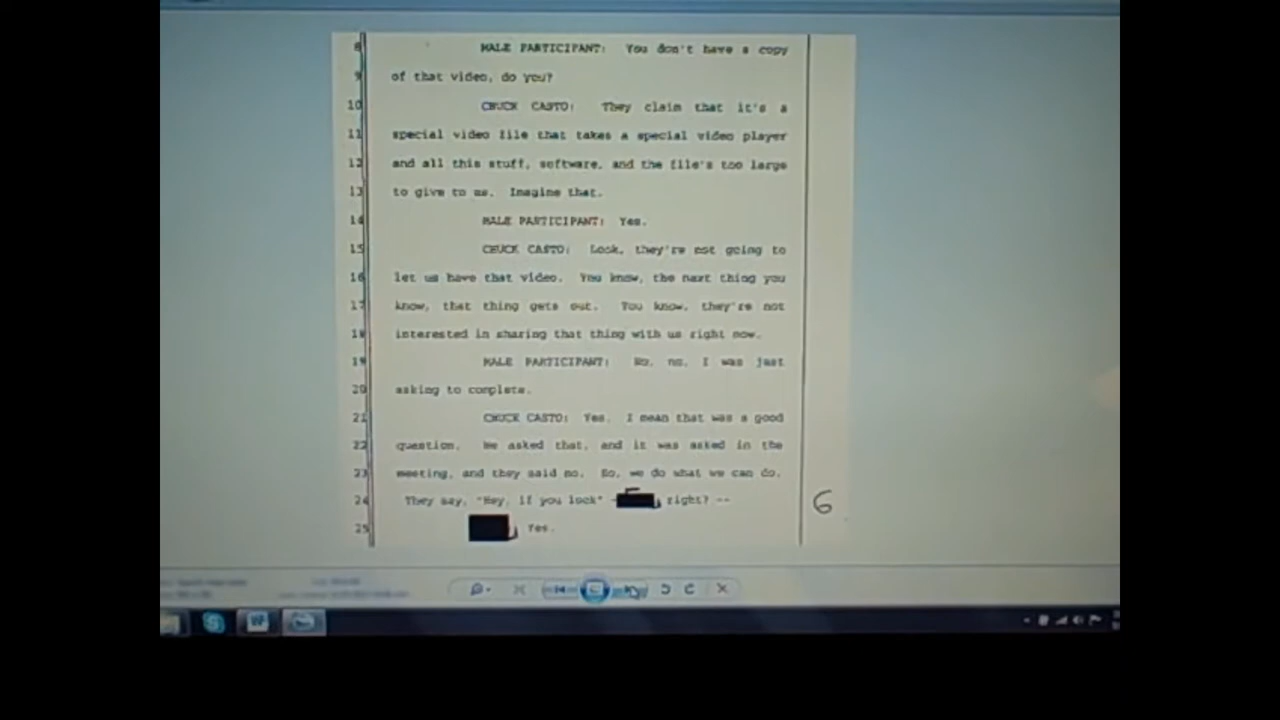 8 MALE PARTICIPANT: You don't have a copy
9 of that video, do you?
10 CHUCK CASTO: They claim that it's a
11 special video file that takes a special video player
12 and all this stuff, software, and the file's too large
13 to give to us. Imagine that.
14 MALE PARTICIPANT: Yes.
15 CHUCK CASTO: Look, they're not going to
16 let us have that video. You know, the next thing you
17 know, that thing gets out. You know, they're not
18 interested in sharing that thing with us right now.
19 MALE PARTICIPANT: No, no, I was just
20 asking to complete.
21 CHUCK CASTO: Yes. I mean that was a good
22 question. We asked that, and it was asked in the
23 meeting, and they said no. So, we do what we can do.
24 They say, "Hey, if you look" - right? -- 6
25 Yes.
W